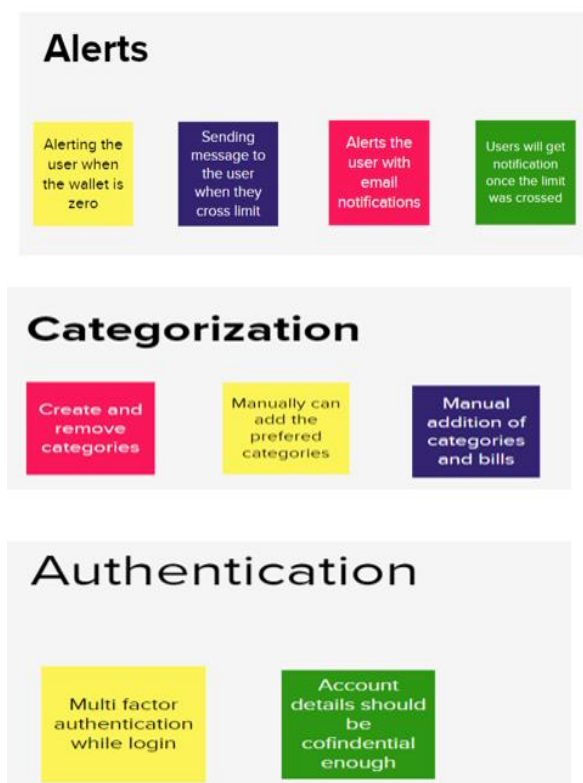 Alerts
Alerting the
user when
the wallet is
zero
Sending
message to
the user
when they
cross limit
Alerts the
user with
email
notifications
Users will get
notification
once the limit
was crossed
Categorization
Create and
remove
categories
Manually can
add the
prefered
categories
Manual
addition of
categories
and bills
Authentication
Multi factor
authentication
while login
Account
details should
be
cofindential
enough